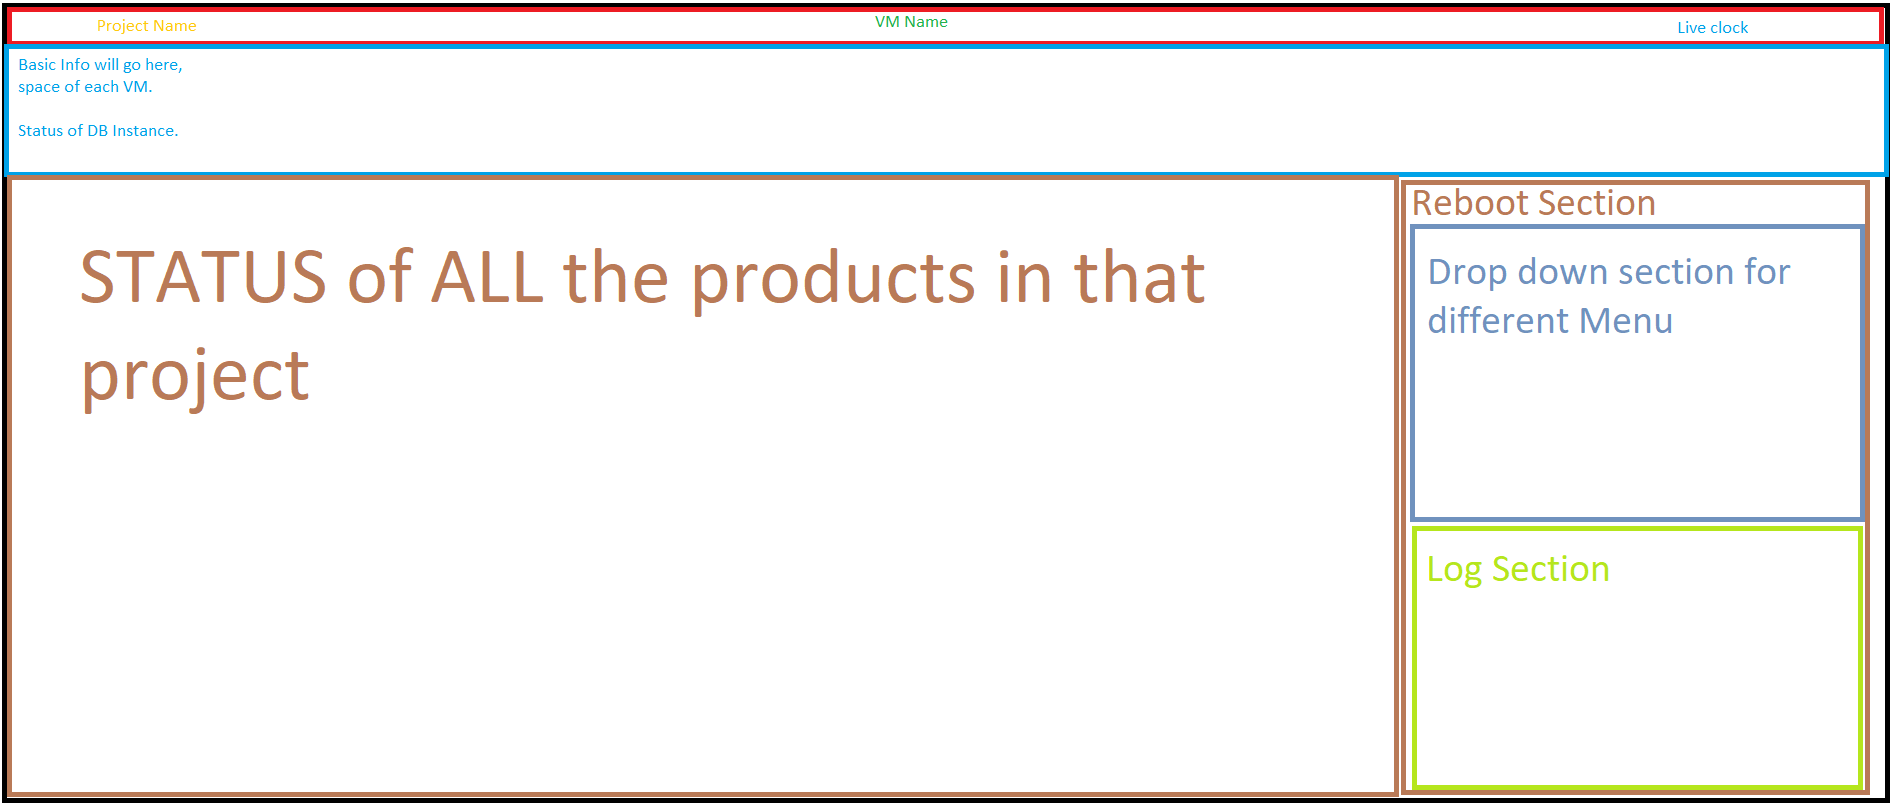 Project Name
VM Name
Live clock
Basic Info will go here,
space of each VM.
Status of DB Instance.
STATUS of ALL the products in that
project
Reboot Section
Drop down section for
different Menu
Log Section